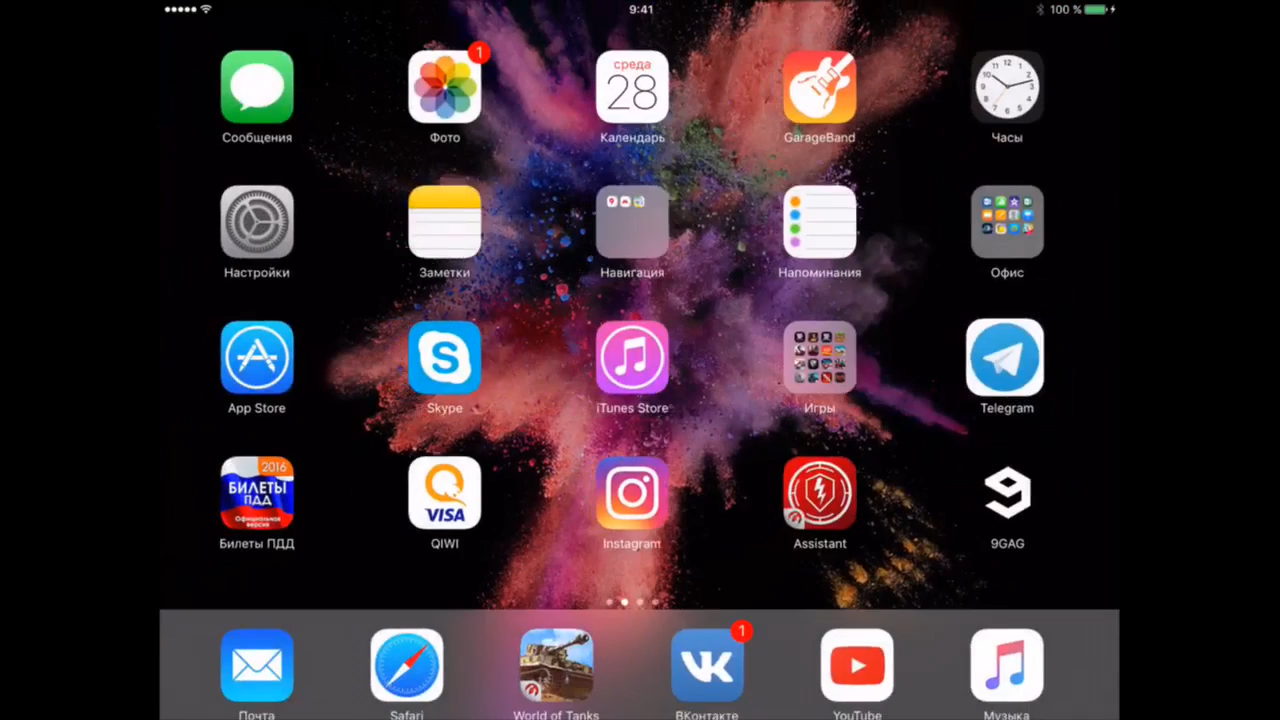 9:41
100 %
1
среда
28
Сообщения
Фото
Календарь
GarageBand
Часы
Настройки
Заметки
Навигация
Напоминания
Офис
App Store
Skype
iTunes Store
Игры
Telegram
2016
БИЛЕТЫ
ПДД
Официальная
версия
VISA
Билеты ПДД
QIWI
Instagram
Assistant
9GAG
1
Почта
Safari
World of Tanks
ВКонтакте
YouTube
Музыка